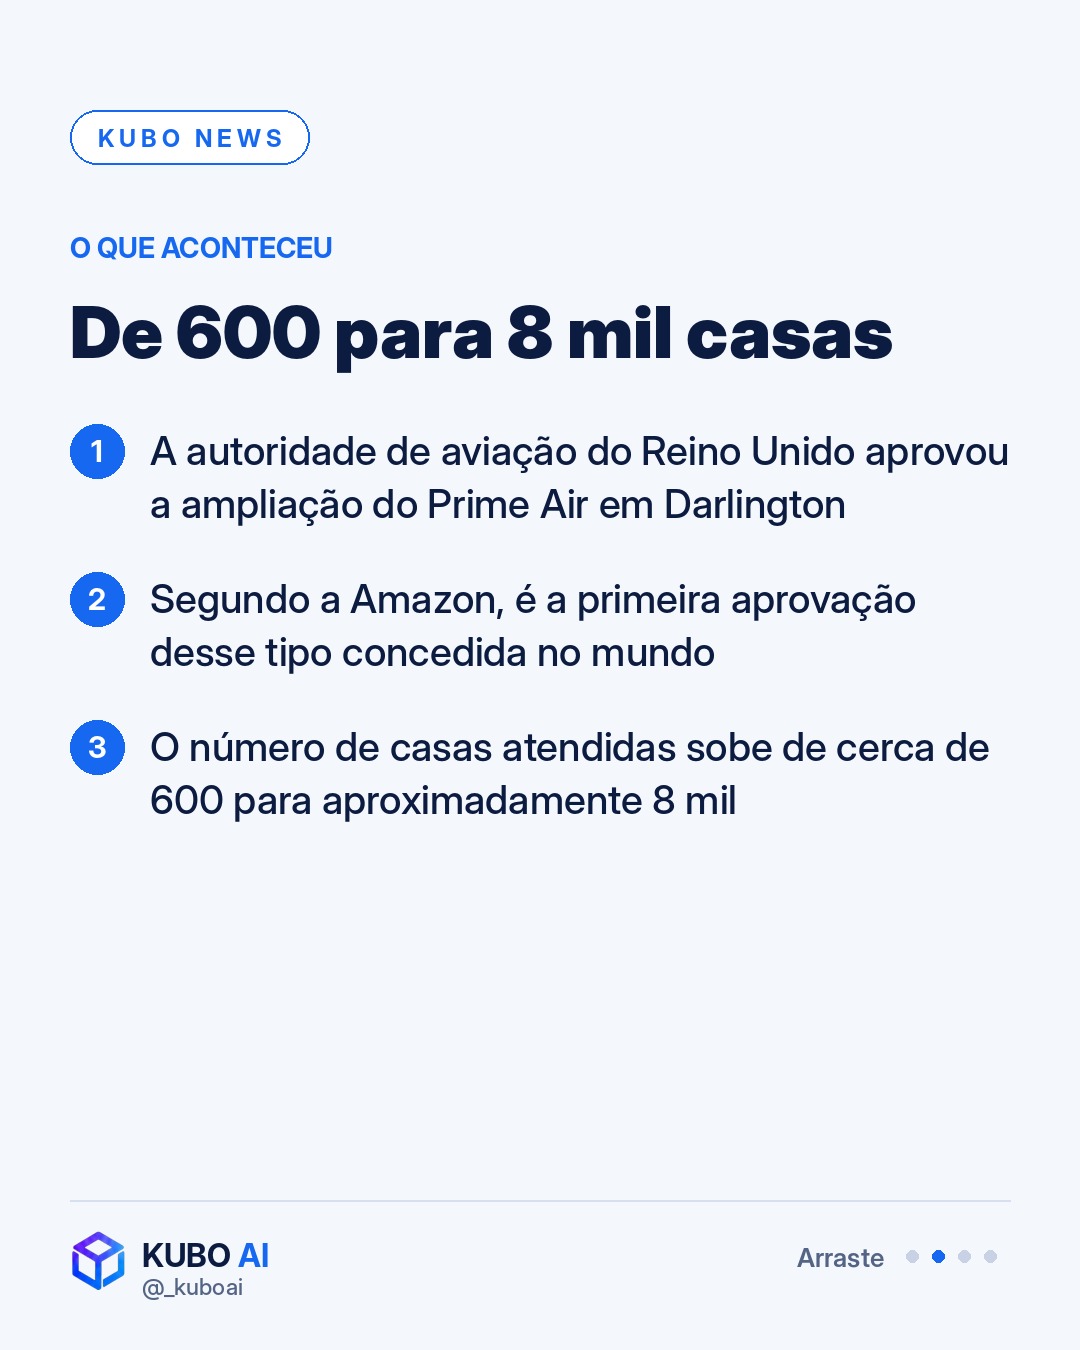 KUBO NEWS
O QUE ACONTECEU
De 600 para 8 mil casas
1 A autoridade de aviação do Reino Unido aprovou
a ampliação do Prime Air em Darlington
2 Segundo a Amazon, é a primeira aprovação
desse tipo concedida no mundo
3 O número de casas atendidas sobe de cerca de
600 para aproximadamente 8 mil
KUBO AI
@_kuboai
Arraste